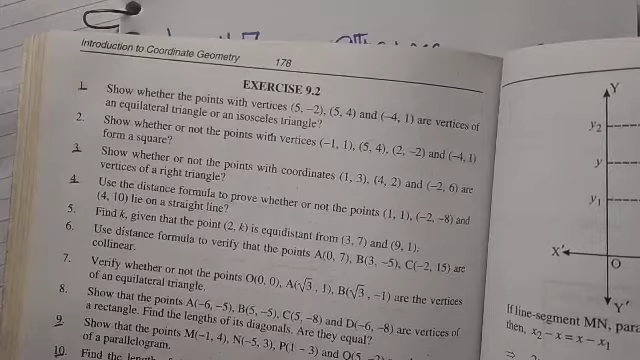 Introduction to Coordinate Geometry 178
EXERCISE 9.2
1. Show whether the points with vertices (5, −2), (5, 4) and (−4, 1) are vertices of
an equilateral triangle or an isosceles triangle?
2. Show whether or not the points with vertices (−1, 1), (5, 4), (2, −2) and (−4, 1)
form a square?
3. Show whether or not the points with coordinates (1, 3), (4, 2) and (−2, 6) are
vertices of a right triangle?
4. Use the distance formula to prove whether or not the points (1, 1), (−2, −8) and
(4, 10) lie on a straight line?
5. Find k, given that the point (2, k) is equidistant from (3, 7) and (9, 1).
6. Use distance formula to verify that the points A(0, 7), B(3, −5), C(−2, 15) are
collinear.
7. Verify whether or not the points O(0, 0), A(√3 , 1), B(√3 , −1) are the vertices
of an equilateral triangle.
8. Show that the points A(−6, −5), B(5, −5), C(5, −8) and D(−6, −8) are vertices of
a rectangle. Find the lengths of its diagonals. Are they equal?
9. Show that the points M(−1, 4), N(−5, 3), P(1 − 3) and Q(5, −2)
of a parallelogram.
10. Find the
Y
y₂
y
y₁
X′
O
Y′
If line-segment MN, para
then, x₂ − x = x − x₁